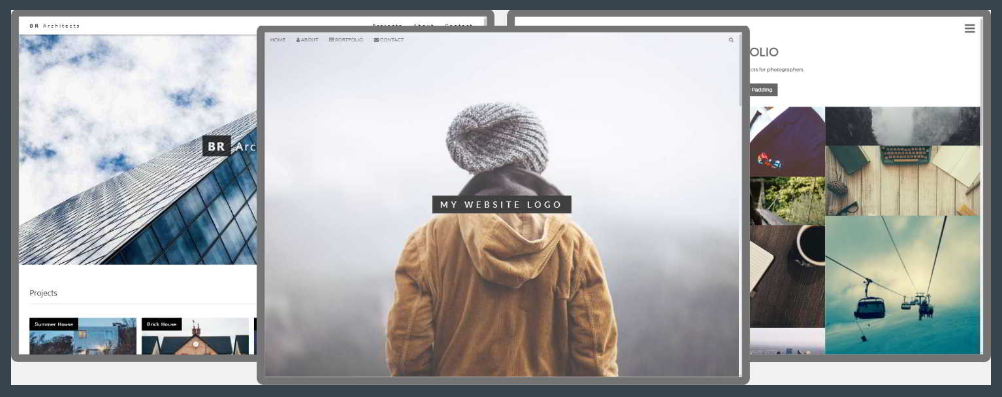 BR Architects
Projects About Contact
BR Arc
Projects
Summer House
Brick House
HOME ABOUT PORTFOLIO CONTACT
MY WEBSITE LOGO
OLIO
for photographers
Padding